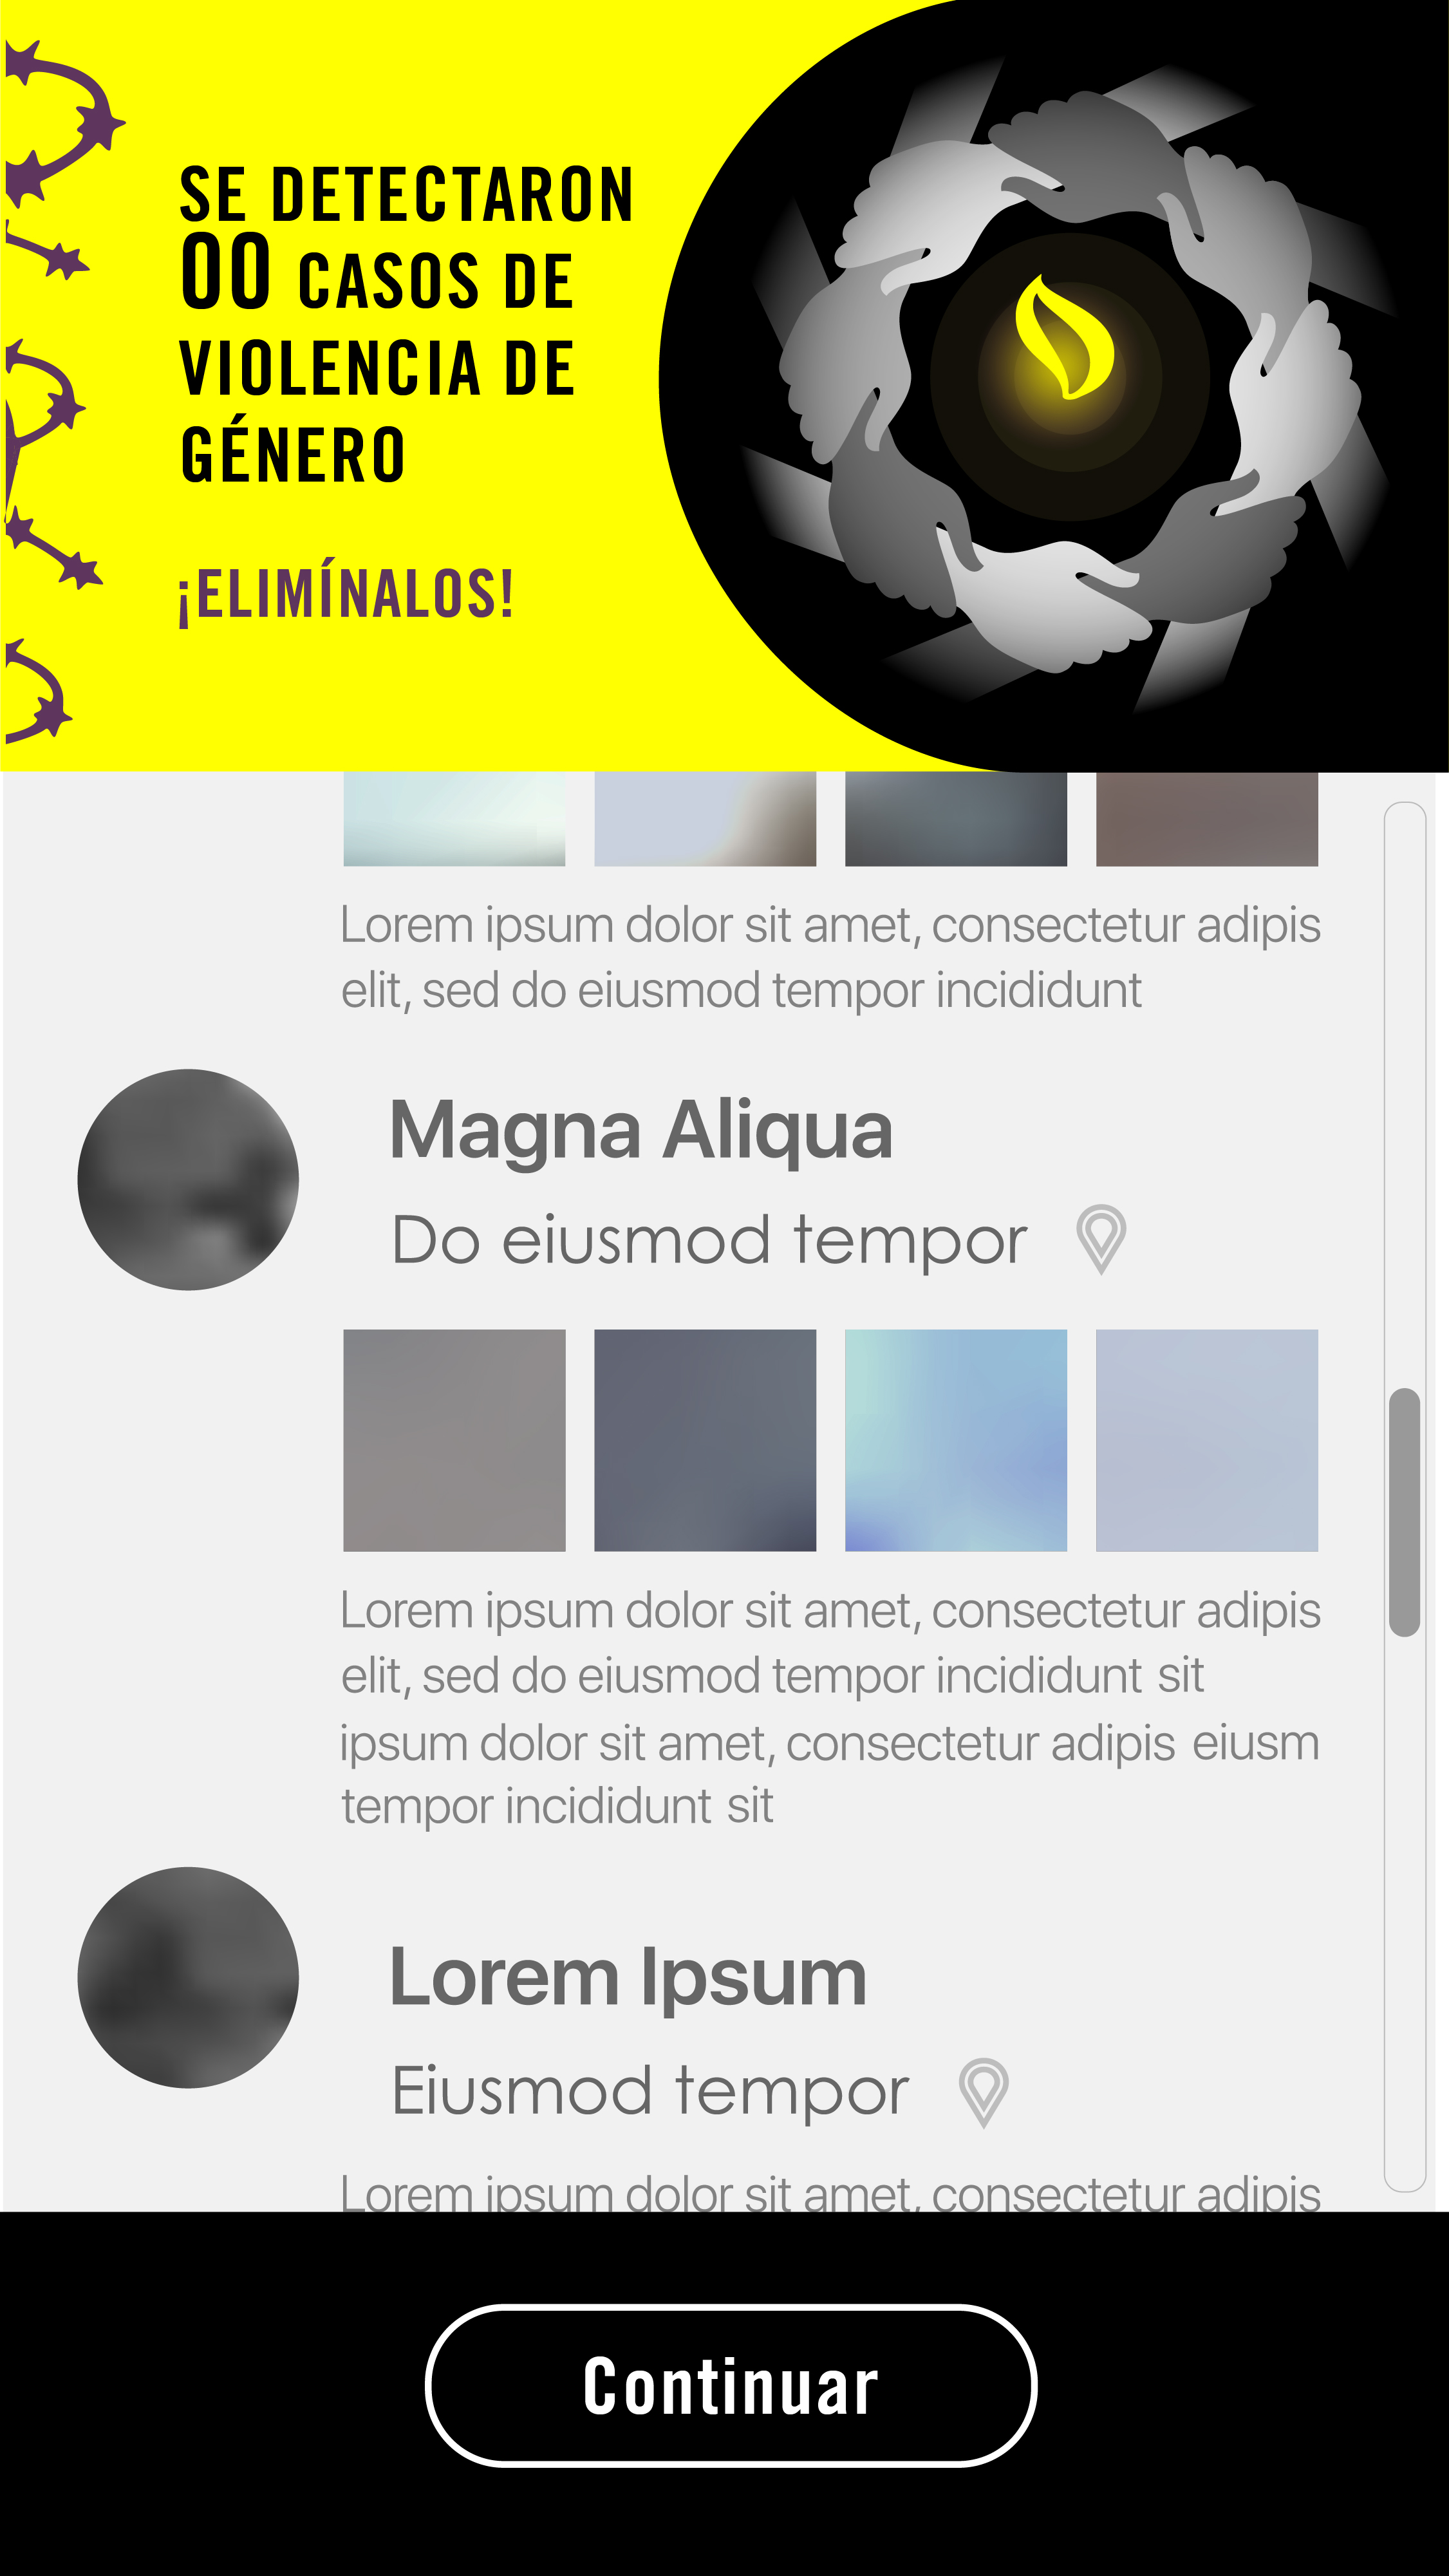 SE DETECTARON
00 CASOS DE
VIOLENCIA DE
GÉNERO
¡ELIMÍNALOS!
Lorem ipsum dolor sit amet, consectetur adipis
elit, sed do eiusmod tempor incididunt
Magna Aliqua
Do eiusmod tempor
Lorem ipsum dolor sit amet, consectetur adipis
elit, sed do eiusmod tempor incididunt sit
ipsum dolor sit amet, consectetur adipis eiusm
tempor incididunt sit
Lorem Ipsum
Eiusmod tempor
Lorem ipsum dolor sit amet, consectetur adipis
Continuar